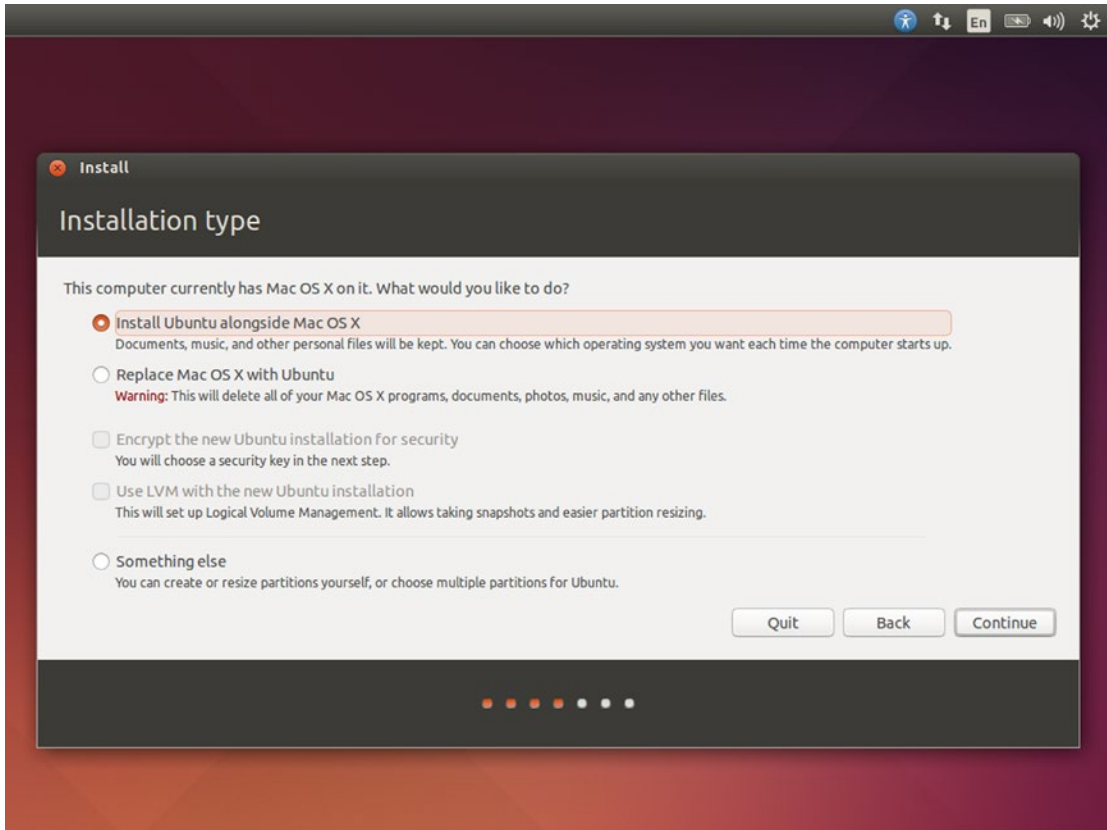 En
Install
Installation type
This computer currently has Mac OS X on it. What would you like to do?
Install Ubuntu alongside Mac OS X
Documents, music, and other personal files will be kept. You can choose which operating system you want each time the computer starts up.
Replace Mac OS X with Ubuntu
Warning: This will delete all of your Mac OS X programs, documents, photos, music, and any other files.
Encrypt the new Ubuntu installation for security
You will choose a security key in the next step.
Use LVM with the new Ubuntu installation
This will set up Logical Volume Management. It allows taking snapshots and easier partition resizing.
Something else
You can create or resize partitions yourself, or choose multiple partitions for Ubuntu.
Quit Back Continue